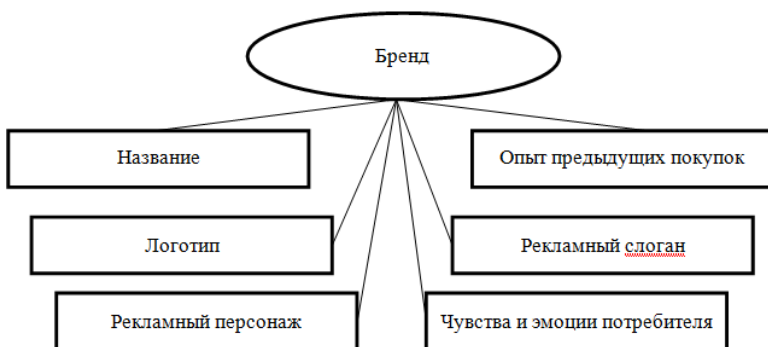 Бренд
Название
Опыт предыдущих покупок
Логотип
Рекламный слоган
Рекламный персонаж
Чувства и эмоции потребителя